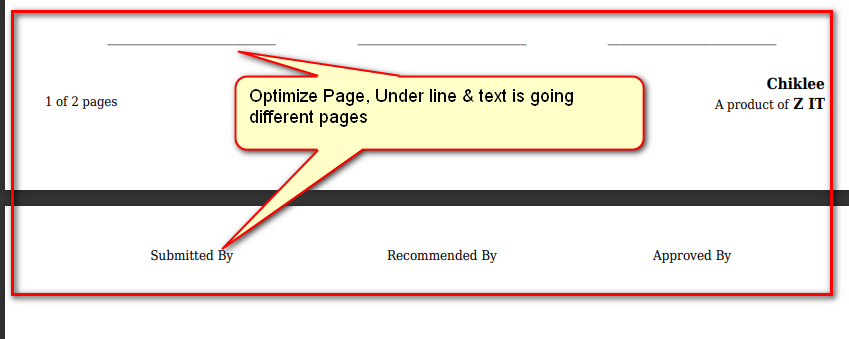 Optimize Page, Under line & text is going
different pages
Chiklee
1 of 2 pages
A product of Z IT
Submitted By
Recommended By
Approved By